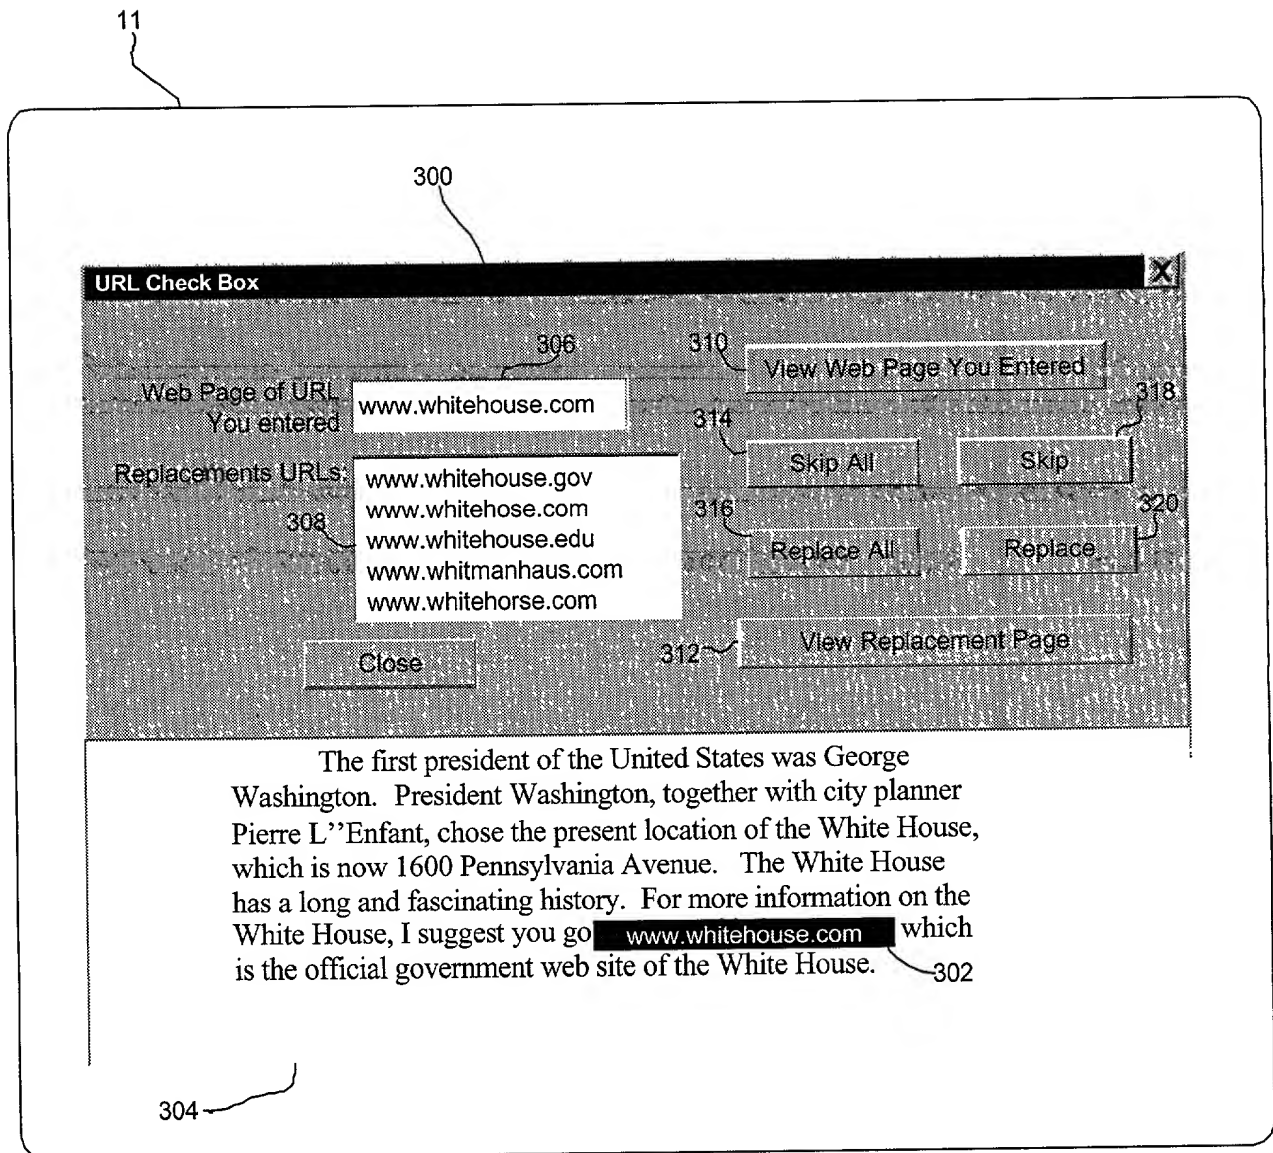 11
300
URL Check Box
X
306
310
View Web Page You Entered
Web Page of URL
You entered
www.whitehouse.com
318
314
Skip All
Skip
Replacements URLs:
www.whitehouse.gov
www.whitehose.com
www.whitehouse.edu
www.whitmanhaus.com
www.whitehorse.com
308
316
320
Replace All
Replace
312
View Replacement Page
Close
The first president of the United States was George
Washington. President Washington, together with city planner
Pierre L’’Enfant, chose the present location of the White House,
which is now 1600 Pennsylvania Avenue. The White House
has a long and fascinating history. For more information on the
White House, I suggest you go www.whitehouse.com which
is the official government web site of the White House.
302
304